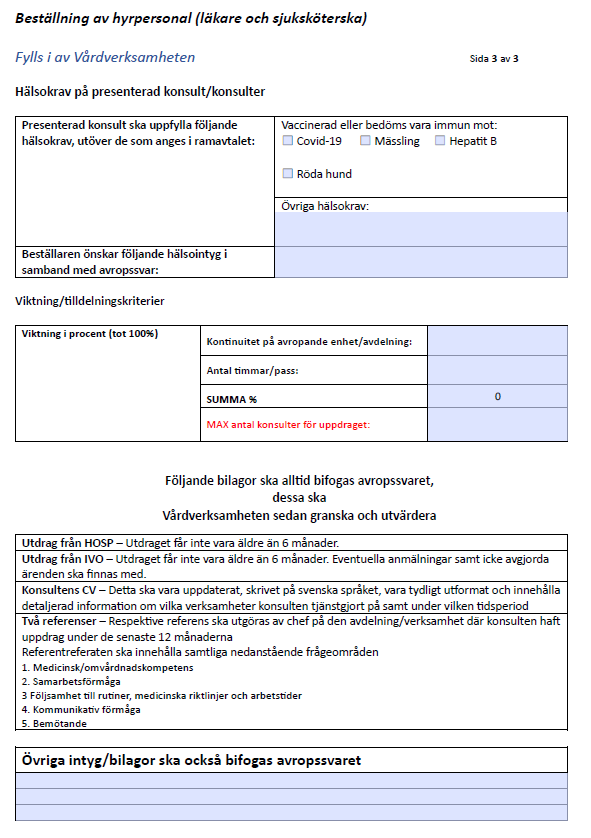 Beställning av hyrpersonal (läkare och sjuksköterska)
Fylls i av Vårdverksamheten
Sida 3 av 3
Hälsokrav på presenterad konsult/konsulter
Presenterad konsult ska uppfylla följande
hälsokrav, utöver de som anges i ramavtalet:
Vaccinerad eller bedöms vara immun mot:
Covid-19 Mässling Hepatit B
Röda hund
Övriga hälsokrav:
Beställaren önskar följande hälsointyg i
samband med avropssvar:
Viktning/tilldelningskriterier
Viktning i procent (tot 100%)
Kontinuitet på avropande enhet/avdelning:
Antal timmar/pass:
SUMMA % 0
MAX antal konsulter för uppdraget:
Följande bilagor ska alltid bifogas avropssvaret,
dessa ska
Vårdverksamheten sedan granska och utvärdera
Utdrag från HOSP – Utdraget får inte vara äldre än 6 månader.
Utdrag från IVO – Utdraget får inte vara äldre än 6 månader. Eventuella anmälningar samt icke avgjorda
ärenden ska finnas med.
Konsultens CV – Detta ska vara uppdaterat, skrivet på svenska språket, vara tydligt utformat och innehålla
detaljerad information om vilka verksamheter konsulten tjänstgjort på samt under vilken tidsperiod
Två referenser – Respektive referens ska utgöras av chef på den avdelning/verksamhet där konsulten haft
uppdrag under de senaste 12 månaderna
Referentreferaten ska innehålla samtliga nedanstående frågeområden
1. Medicinsk/omvårdnadskompetens
2. Samarbetsförmåga
3 Följsamhet till rutiner, medicinska riktlinjer och arbetstider
4. Kommunikativ förmåga
5. Bemötande
Övriga intyg/bilagor ska också bifogas avropssvaret